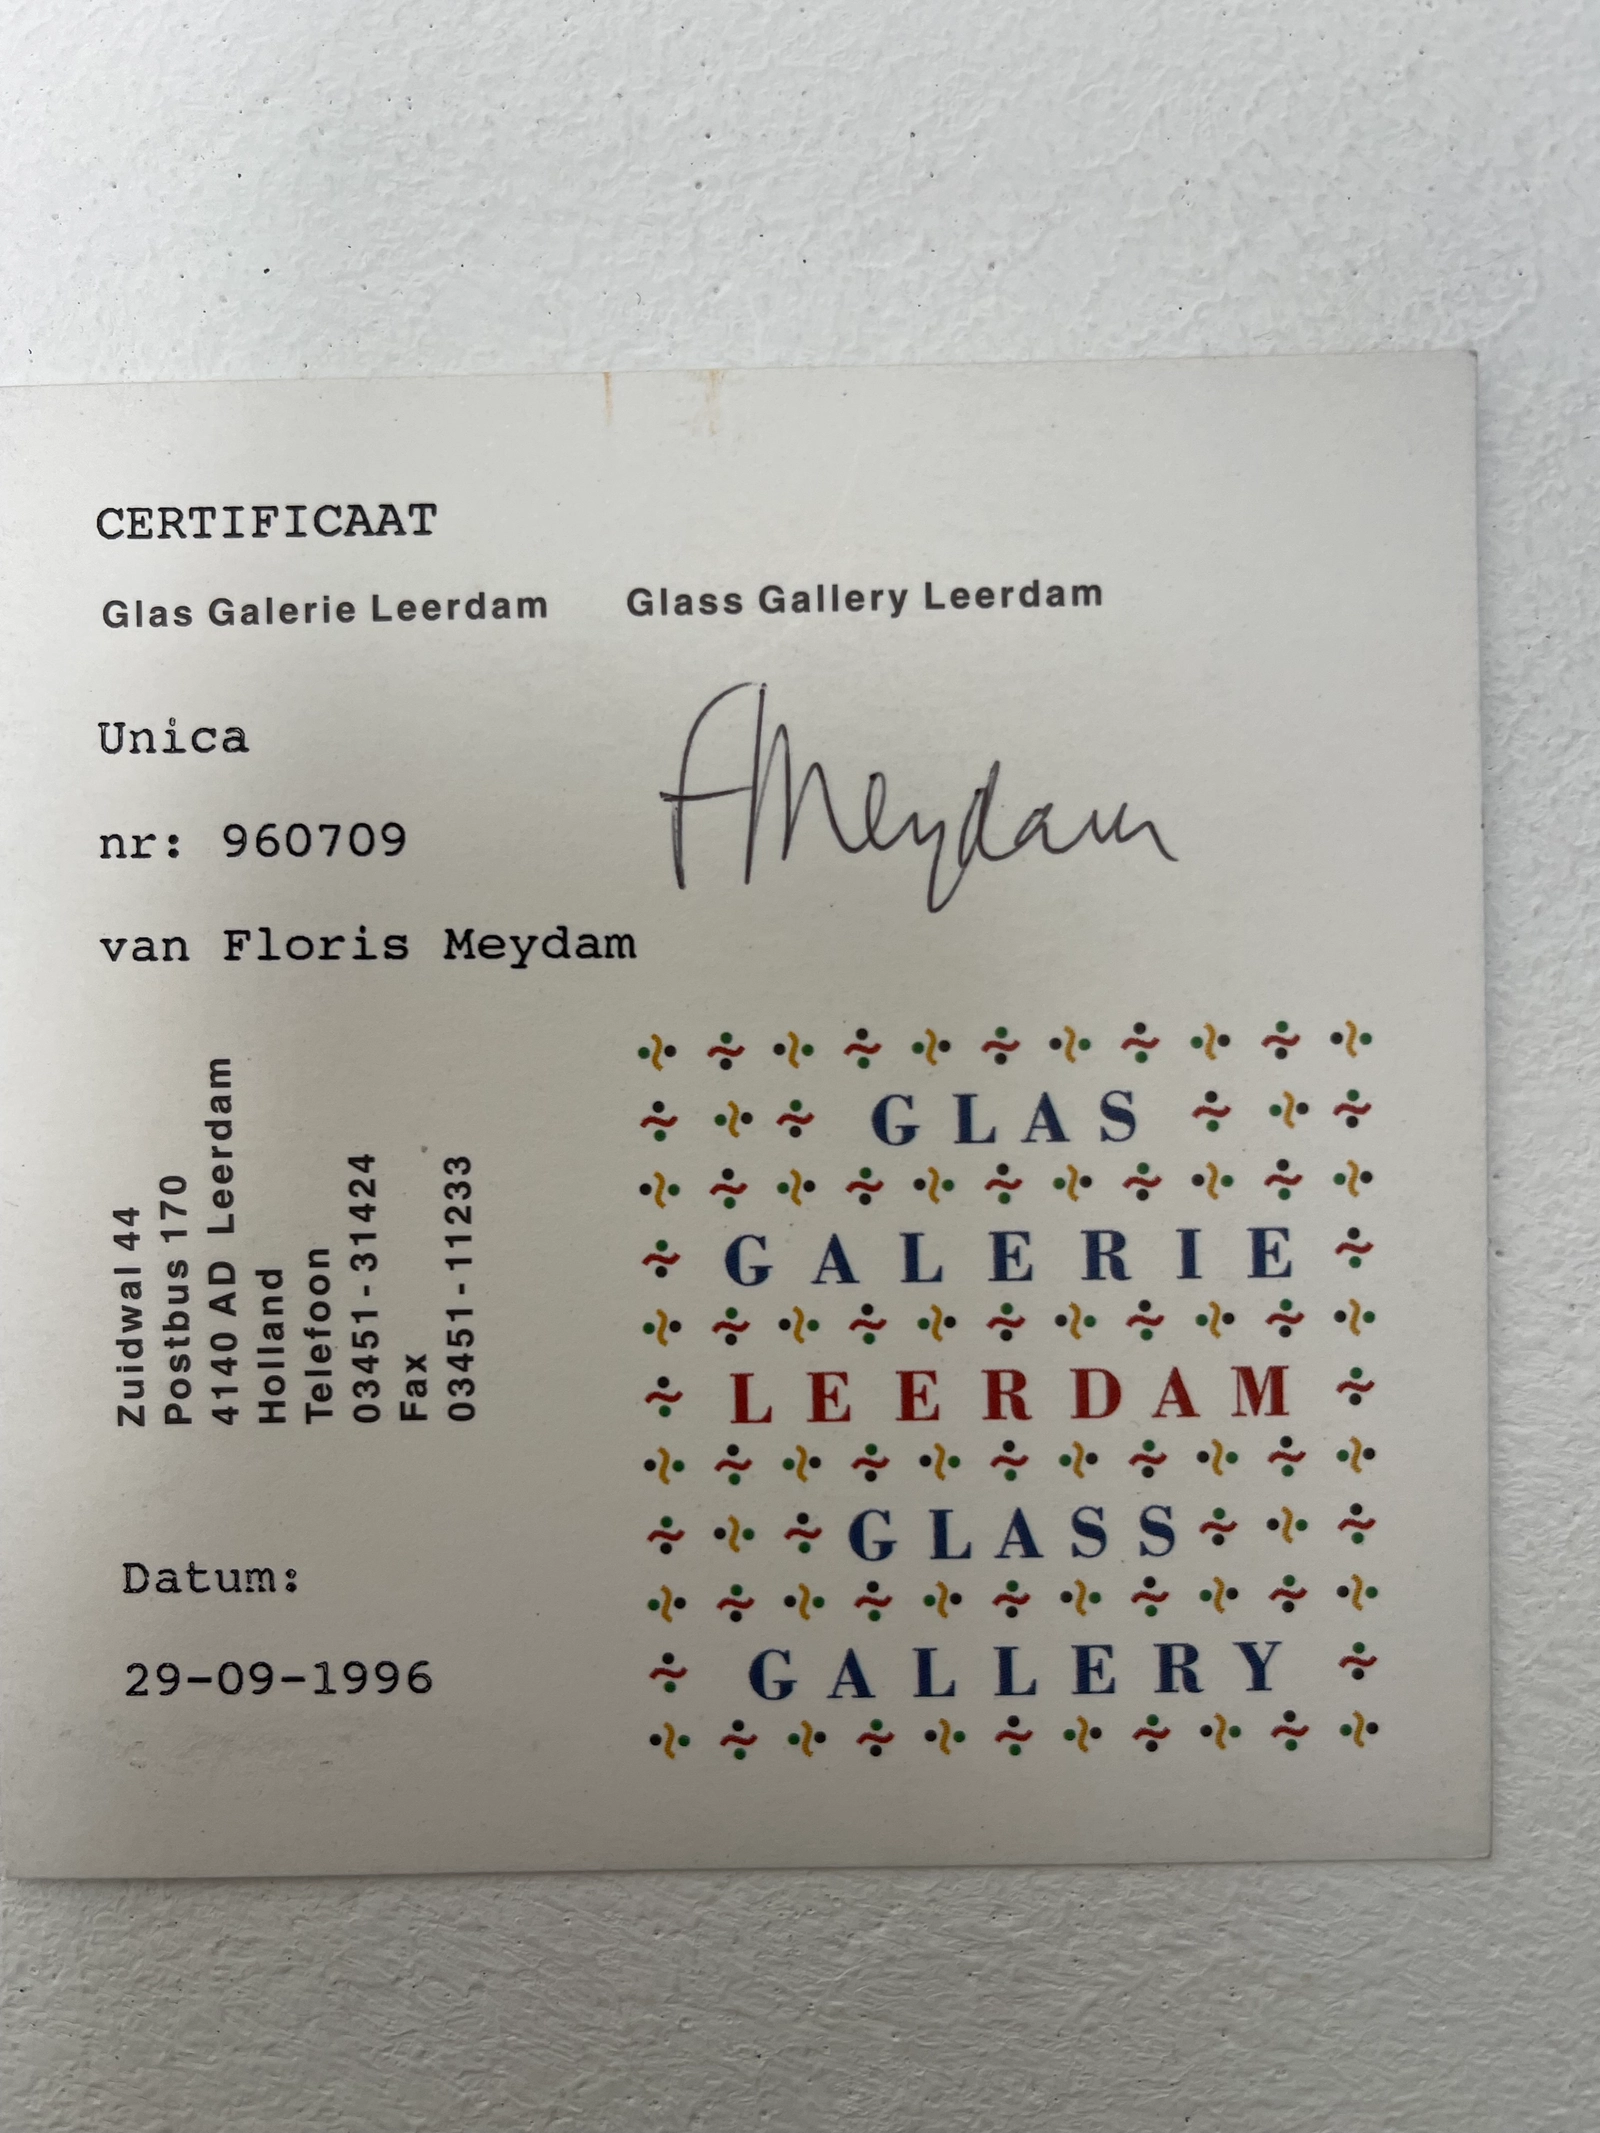 CERTIFICAAT
Glas Galerie Leerdam Glass Gallery Leerdam
Unica
nr: 960709
FMeydam
van Floris Meydam
Zuidwal 44
Postbus 170
4140 AD Leerdam
Holland
Telefoon
03451-31424
Fax
03451-11233
Datum:
29-09-1996
GLAS
GALERIE
LEERDAM
GLASS
GALLERY